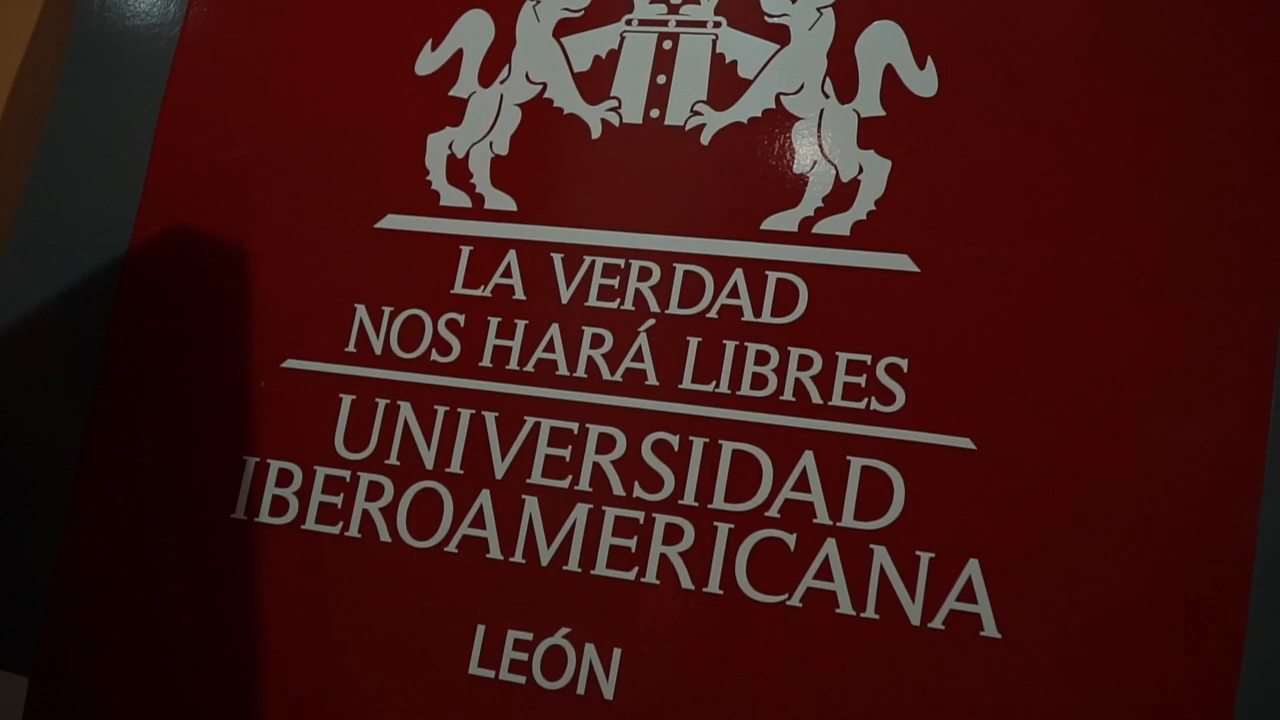 LA VERDAD
NOS HARÁ LIBRES
UNIVERSIDAD
IBEROAMERICANA
LEÓN